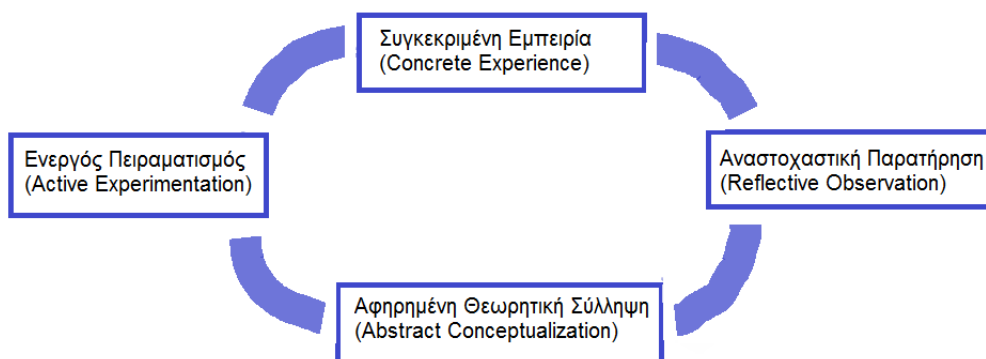 Συγκεκριμένη Εμπειρία
(Concrete Experience)
Ενεργός Πειραματισμός
(Active Experimentation)
Αναστοχαστική Παρατήρηση
(Reflective Observation)
Αφηρημένη Θεωρητική Σύλληψη
(Abstract Conceptualization)